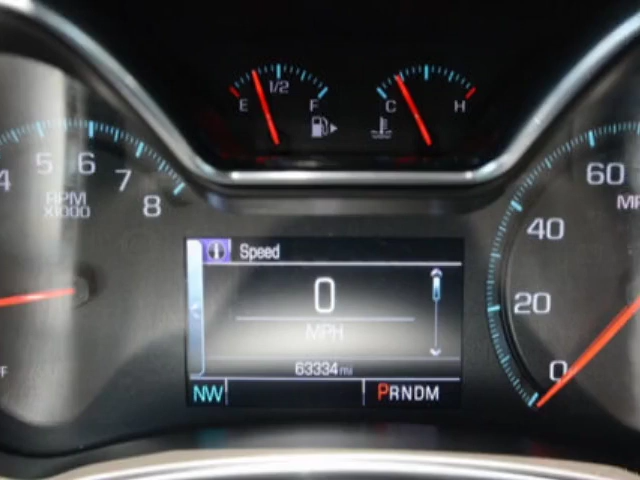 1/2
E F
C H
4 5 6 7 8
RPM
X1000
60
40
20
0
Speed
0
MPH
63334 mi
NW PRNDM